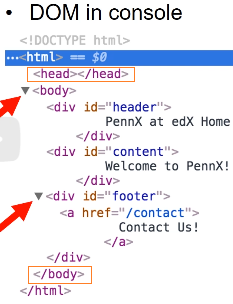 • DOM in console
<!DOCTYPE html>
···<html> == $0
<head></head>
▼<body>
<div id="header">
PennX at edX Home
</div>
<div id="content">
Welcome to PennX!
</div>
▼<div id="footer">
<a href="/contact">
Contact Us!
</a>
</div>
</body>
</html>